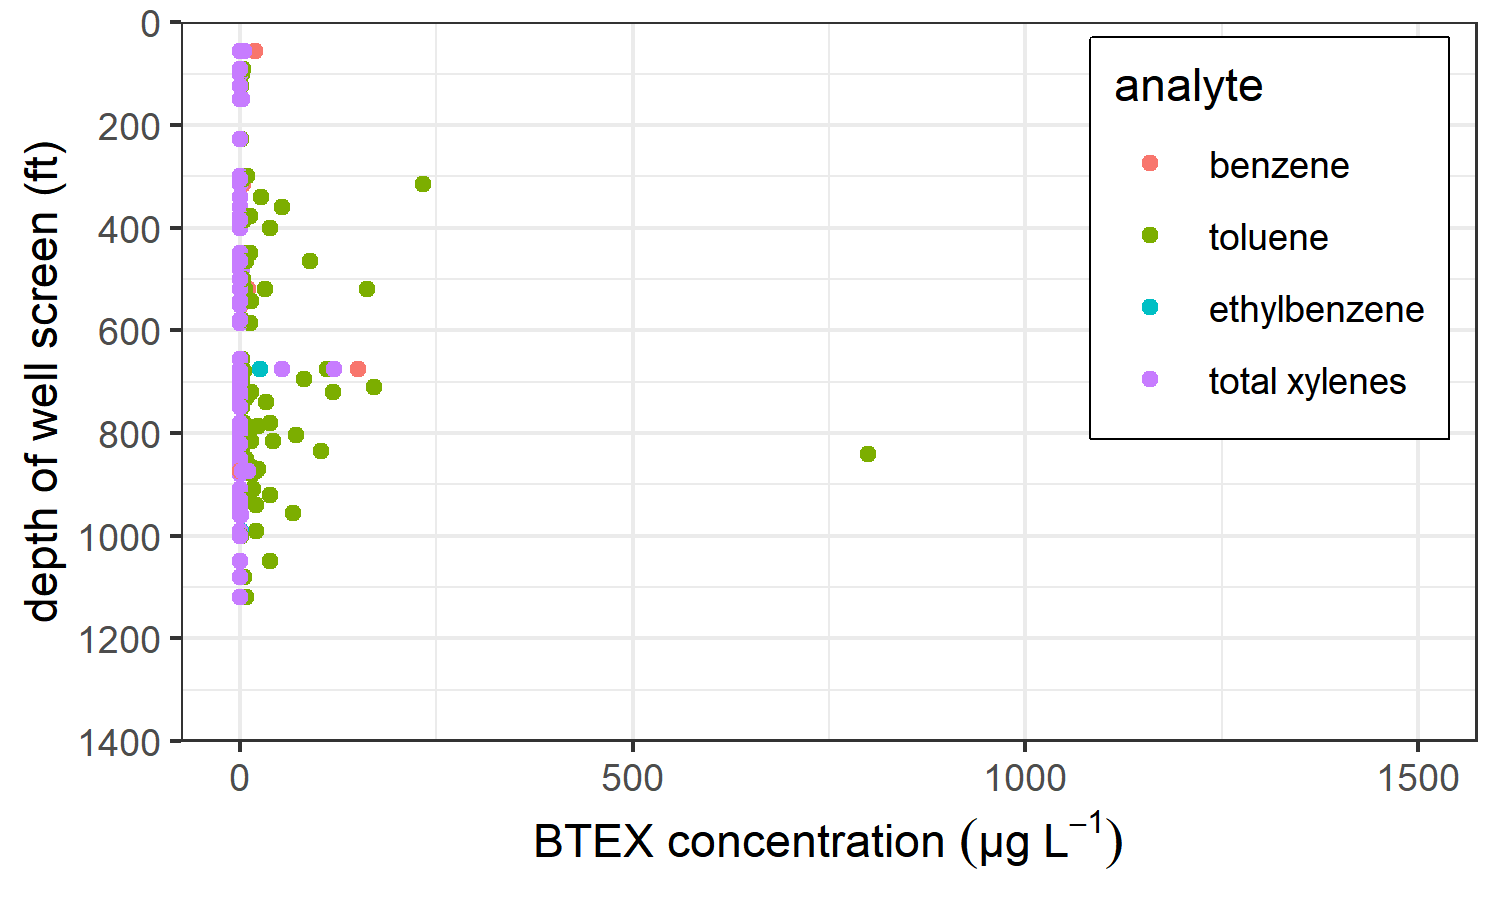 0
200
400
600
800
1000
1200
1400
depth of well screen (ft)
analyte
benzene
toluene
ethylbenzene
total xylenes
0 500 1000 1500
BTEX concentration (µg L⁻¹)